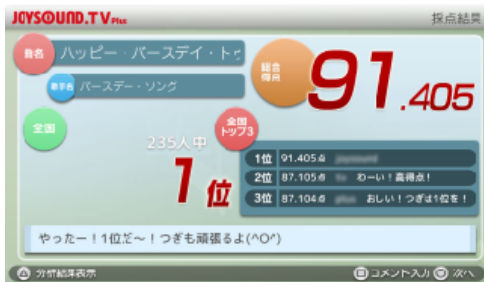 JOYSOUND.TV Plus
採点結果
曲名
ハッピー・バースデイ・トゥ
歌手名
バースデー・ソング
総合得点
91.405
全国
235人中
1位
全国トップ3
1位 91.405点
2位 87.105点 わーい!高得点!
3位 87.104点 おしい!つぎは1位を!
やったー!1位だ~!つぎも頑張るよ(^O^)
分析結果表示
コメント入力
次へ